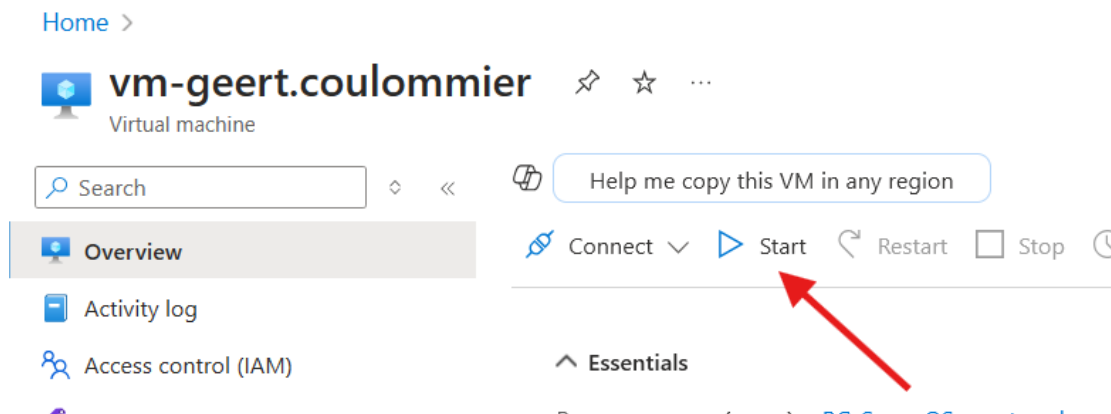 Home
vm-geert.coulommier
Virtual machine
Search
Help me copy this VM in any region
Overview
Connect
Start
Restart
Stop
Activity log
Access control (IAM)
Essentials